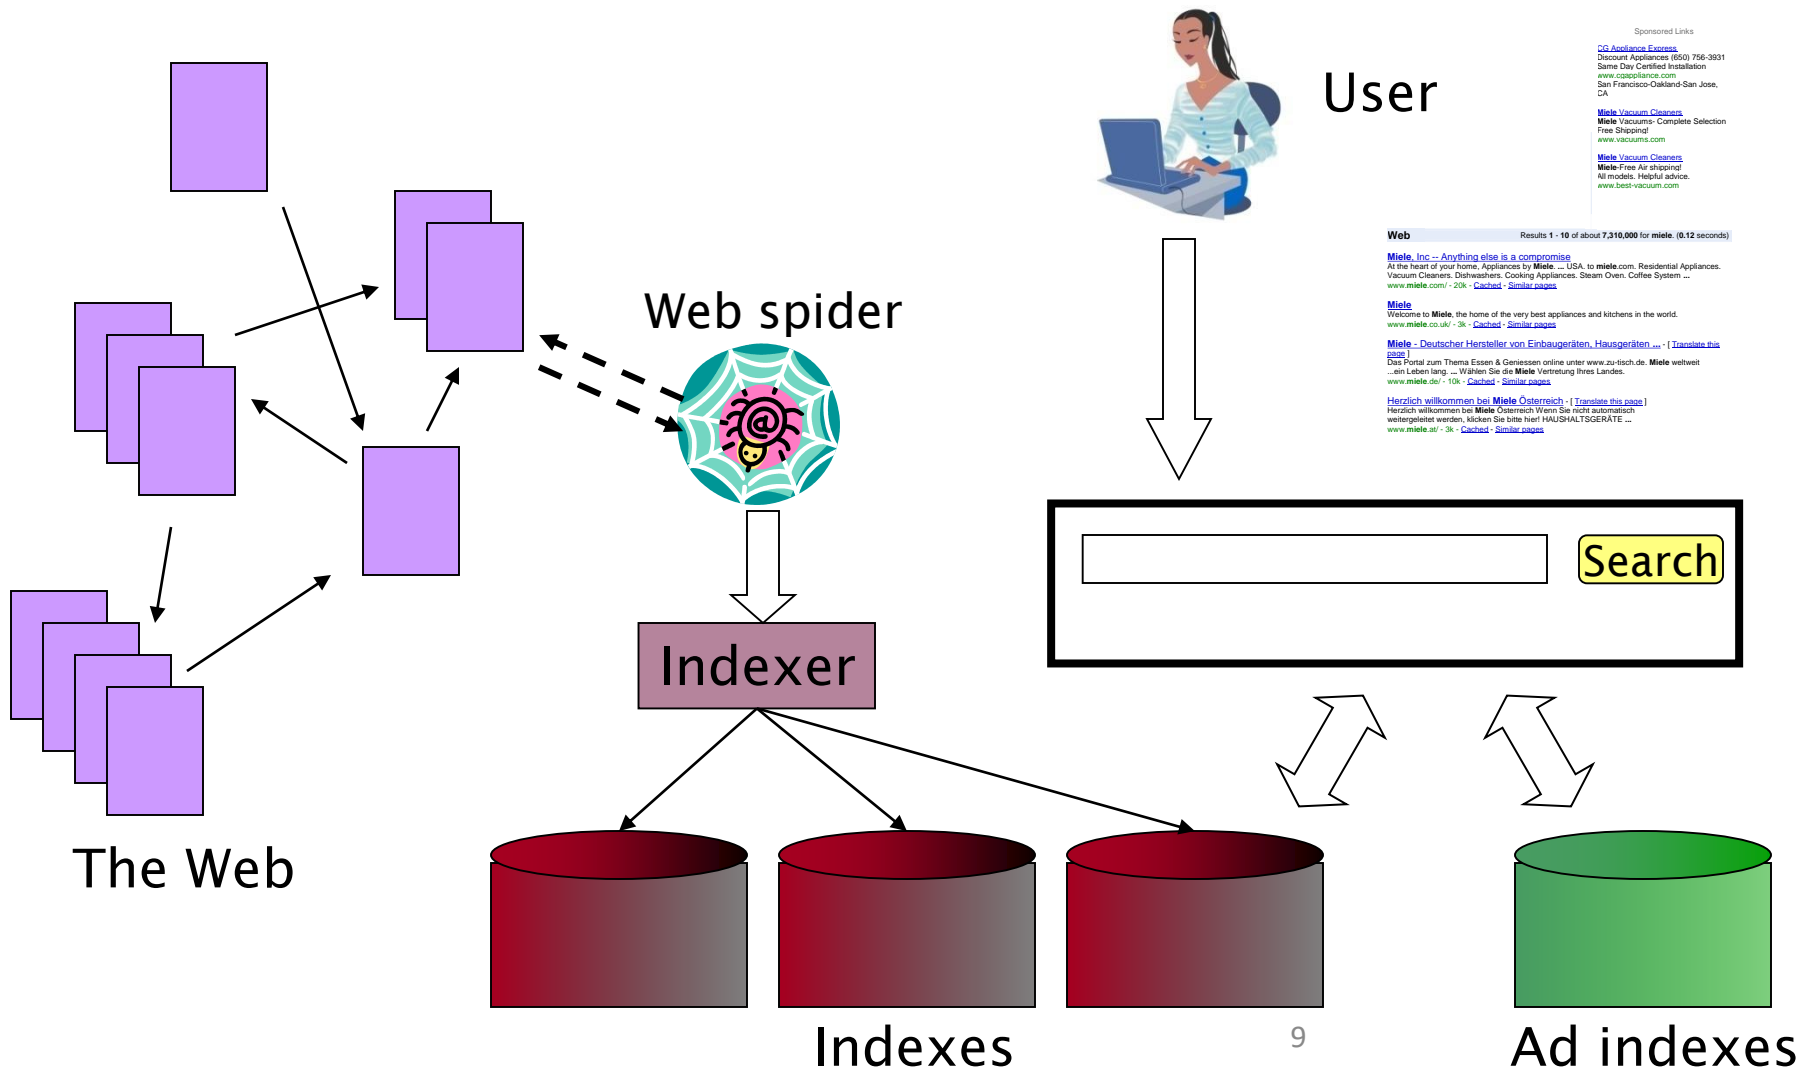 User
Sponsored Links
CG Appliance Express
Discount Appliances (650) 756-3931
Same Day Certified Installation
www.cgappliance.com
San Francisco-Oakland-San Jose,
CA
Miele Vacuum Cleaners
Miele Vacuums- Complete Selection
Free Shipping!
www.vacuums.com
Miele Vacuum Cleaners
Miele-Free Air shipping!
All models. Helpful advice.
www.best-vacuum.com
Web Results 1 - 10 of about 7,310,000 for miele. (0.12 seconds)
Miele, Inc -- Anything else is a compromise
At the heart of your home, Appliances by Miele. ... USA. to miele.com. Residential Appliances.
Vacuum Cleaners. Dishwashers. Cooking Appliances. Steam Oven. Coffee System ...
www.miele.com/ - 20k - Cached - Similar pages
Miele
Welcome to Miele, the home of the very best appliances and kitchens in the world.
www.miele.co.uk/ - 3k - Cached - Similar pages
Miele - Deutscher Hersteller von Einbaugeräten, Hausgeräten ... - [ Translate this
page ]
Das Portal zum Thema Essen & Geniessen online unter www.zu-tisch.de. Miele weltweit
...ein Leben lang. ... Wählen Sie die Miele Vertretung Ihres Landes.
www.miele.de/ - 10k - Cached - Similar pages
Herzlich willkommen bei Miele Österreich - [ Translate this page ]
Herzlich willkommen bei Miele Österreich Wenn Sie nicht automatisch
weitergeleitet werden, klicken Sie bitte hier! HAUSHALTSGERÄTE ...
www.miele.at/ - 3k - Cached - Similar pages
Web spider
@
Search
Indexer
The Web
Indexes
9
Ad indexes